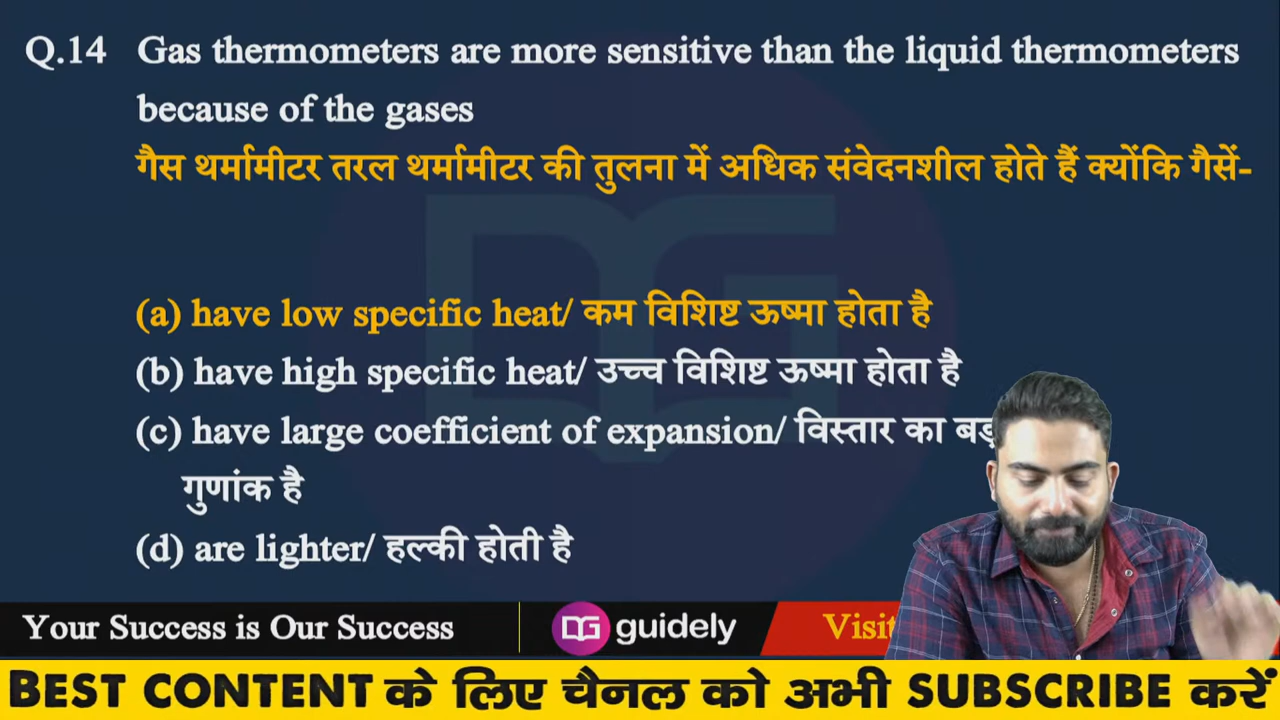 Q.14 Gas thermometers are more sensitive than the liquid thermometers
because of the gases
गैस थर्मामीटर तरल थर्मामीटर की तुलना में अधिक संवेदनशील होते हैं क्योंकि गैसें-
(a) have low specific heat/ कम विशिष्ट ऊष्मा होता है
(b) have high specific heat/ उच्च विशिष्ट ऊष्मा होता है
(c) have large coefficient of expansion/ विस्तार का
गुणांक है
(d) are lighter/ हल्की होती है
Your Success is Our Success
DG guidely
Visit
BEST CONTENT के लिए चैनल को अभी SUBSCRIBE करें